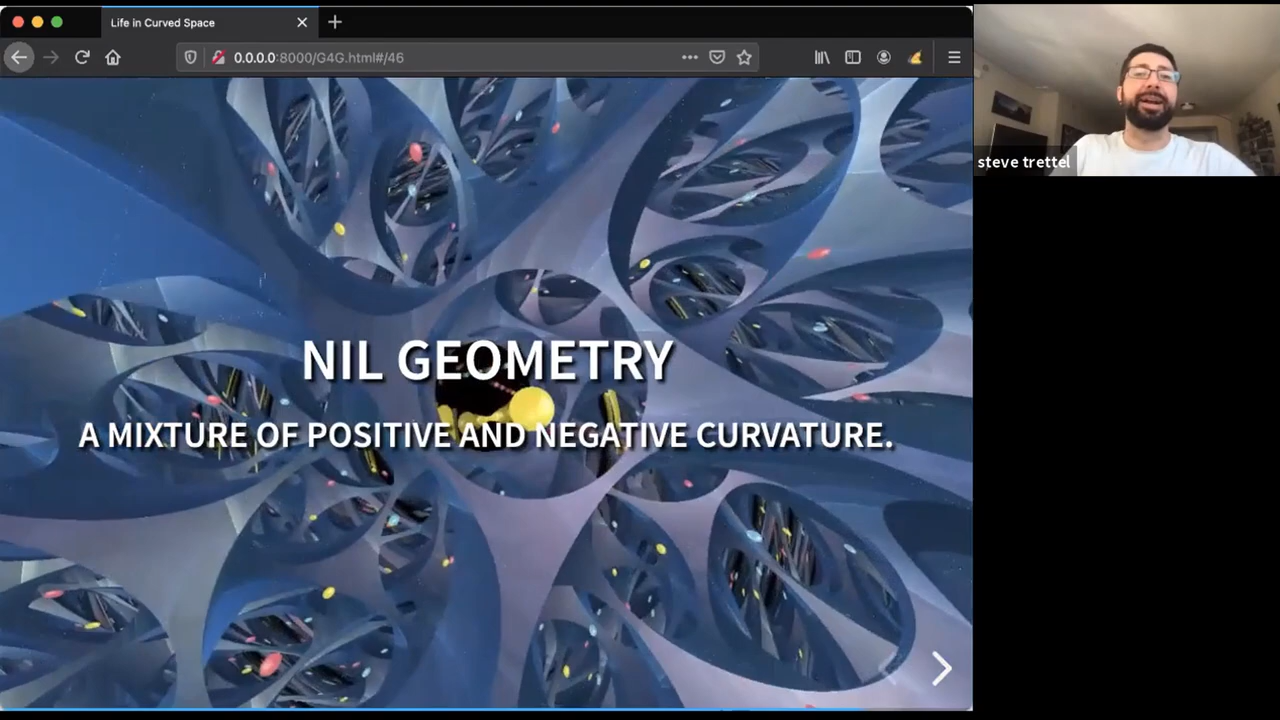 Life in Curved Space
0.0.0.0:8000/G4G.html#/46
steve trettel
NIL GEOMETRY
A MIXTURE OF POSITIVE AND NEGATIVE CURVATURE.